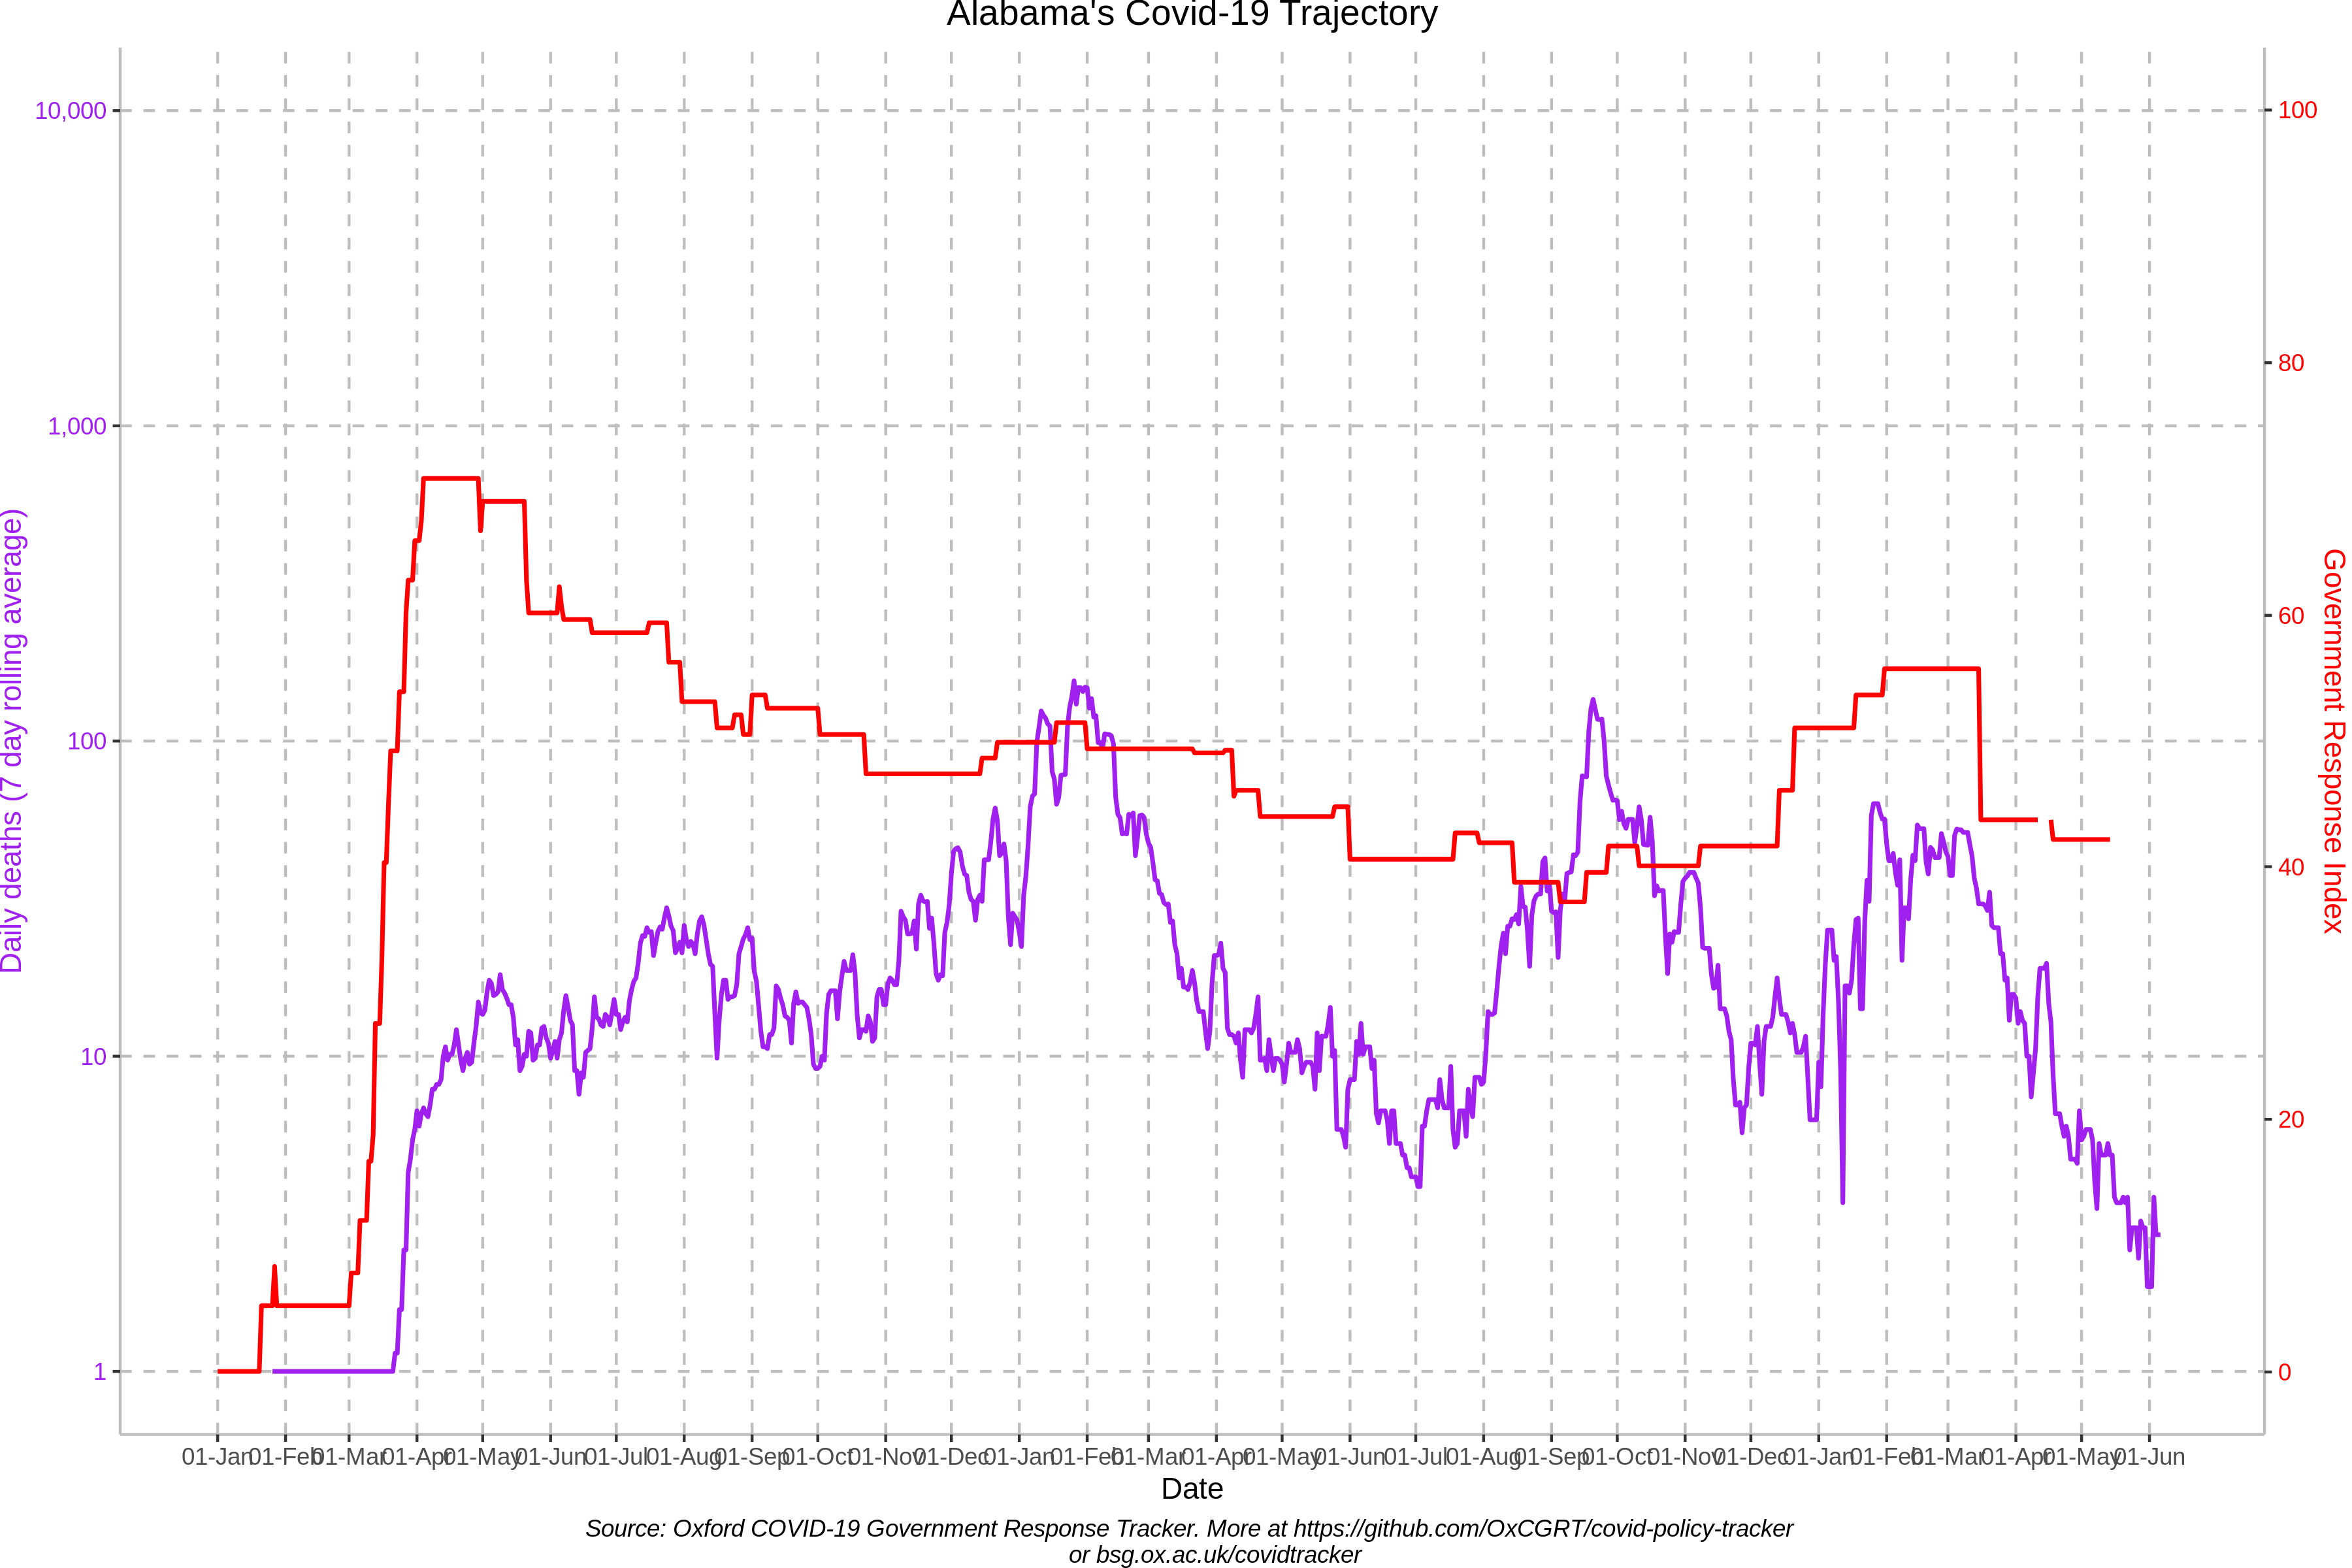 Alabama's Covid-19 Trajectory
10,000
1,000
100
10
1
Daily deaths (7 day rolling average)
100
80
60
40
20
0
Government Response Index
01-Jan 01-Feb 01-Mar 01-Apr 01-May 01-Jun 01-Jul 01-Aug 01-Sep 01-Oct 01-Nov 01-Dec 01-Jan 01-Feb 01-Mar 01-Apr 01-May 01-Jun 01-Jul 01-Aug 01-Sep 01-Oct 01-Nov 01-Dec 01-Jan 01-Feb 01-Mar 01-Apr 01-May 01-Jun
Date
Source: Oxford COVID-19 Government Response Tracker. More at https://github.com/OxCGRT/covid-policy-tracker
or bsg.ox.ac.uk/covidtracker